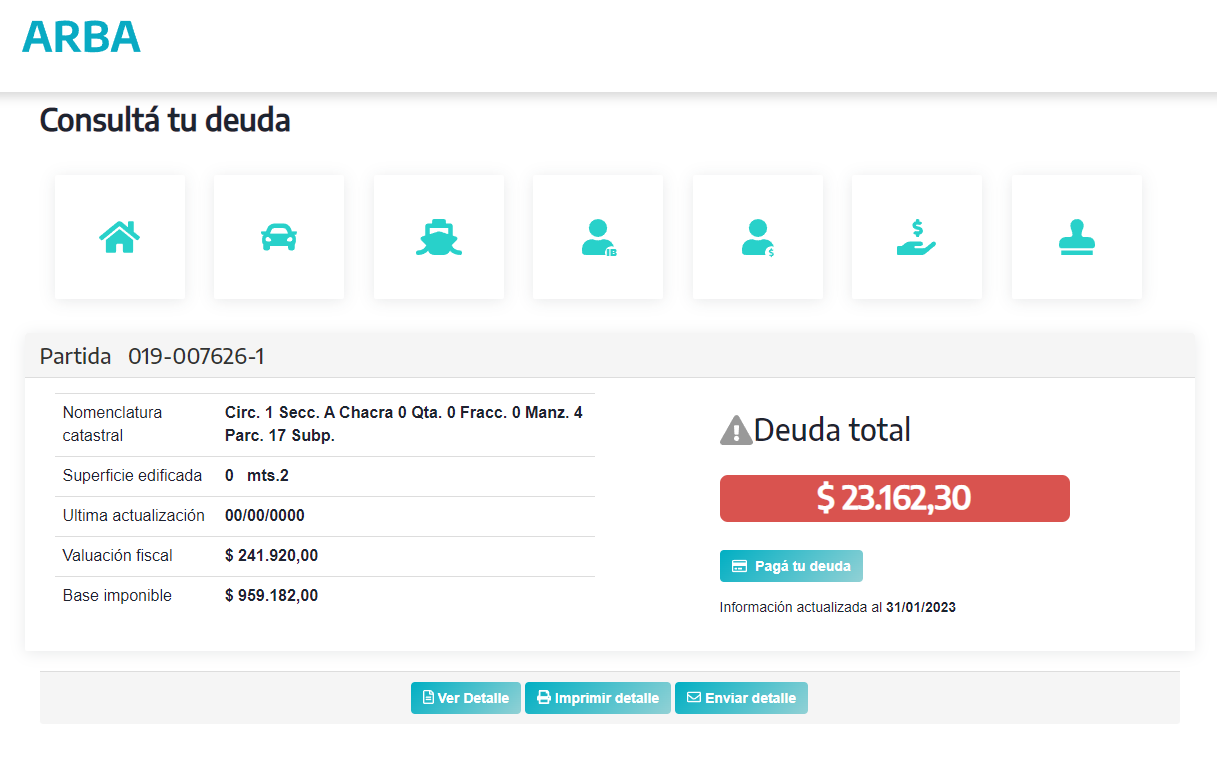 ARBA
Consultá tu deuda
IB
$
$
Partida 019-007626-1
Nomenclatura catastral Circ. 1 Secc. A Chacra 0 Qta. 0 Fracc. 0 Manz. 4
Parc. 17 Subp.
Superficie edificada 0 mts.2
Ultima actualización 00/00/0000
Valuación fiscal $ 241.920,00
Base imponible $ 959.182,00
Deuda total
$ 23.162,30
Pagá tu deuda
Información actualizada al 31/01/2023
Ver Detalle Imprimir detalle Enviar detalle